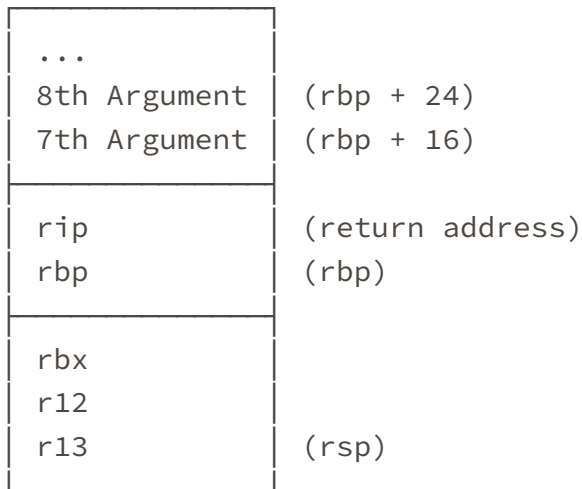 ...
8th Argument (rbp + 24)
7th Argument (rbp + 16)
rip (return address)
rbp (rbp)
rbx
r12
r13 (rsp)